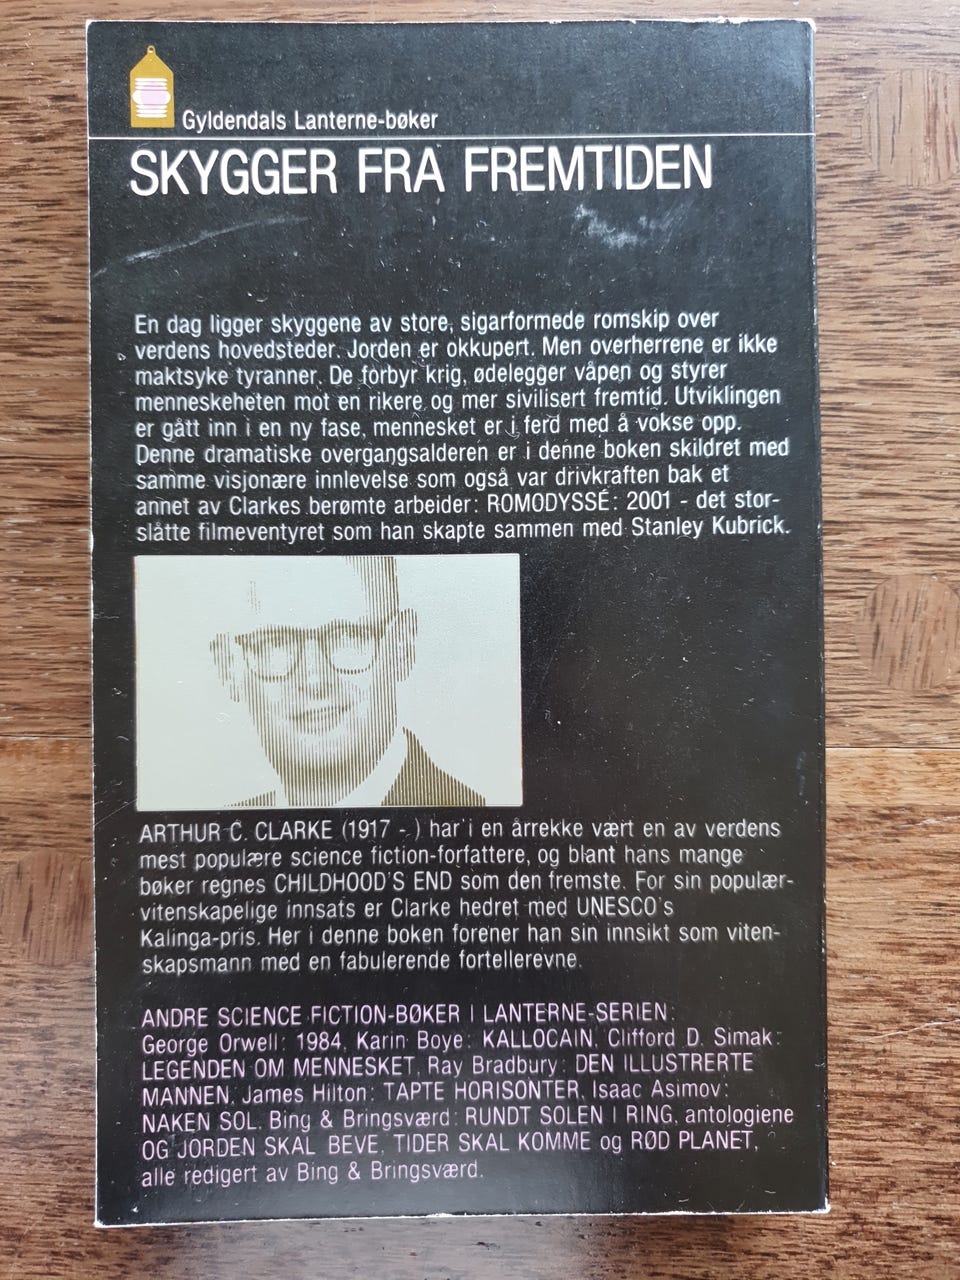 Gyldendals Lanterne-bøker
SKYGGER FRA FREMTIDEN
En dag ligger skyggene av store, sigarformede romskip over
verdens hovedsteder. Jorden er okkupert. Men overherrene er ikke
maktsyke tyranner. De forbyr krig, ødelegger våpen og styrer
menneskeheten mot en rikere og mer sivilisert fremtid. Utviklingen
er gått inn i en ny fase, mennesket er i ferd med å vokse opp.
Denne dramatiske overgangsalderen er i denne boken skildret med
samme visjonære innlevelse som også var drivkraften bak et
annet av Clarkes berømte arbeider: ROMODYSSÉ: 2001 - det stor-
slåtte filmeventyret som han skapte sammen med Stanley Kubrick.
ARTHUR C. CLARKE (1917 - ) har i en årrekke vært en av verdens
mest populære science fiction-forfattere, og blant hans mange
bøker regnes CHILDHOOD'S END som den fremste. For sin populær-
vitenskapelige innsats er Clarke hedret med UNESCO's
Kalinga-pris. Her i denne boken forener han sin innsikt som viten-
skapsmann med en fabulerende fortellerevne.
ANDRE SCIENCE FICTION-BØKER I LANTERNE-SERIEN:
George Orwell: 1984, Karin Boye: KALLOCAIN, Clifford D. Simak:
LEGENDEN OM MENNESKET, Ray Bradbury: DEN ILLUSTRERTE
MANNEN, James Hilton: TAPTE HORISONTER, Isaac Asimov:
NAKEN SOL, Bing & Bringsværd: RUNDT SOLEN I RING, antologiene
OG JORDEN SKAL BEVE, TIDER SKAL KOMME og RØD PLANET,
alle redigert av Bing & Bringsværd.